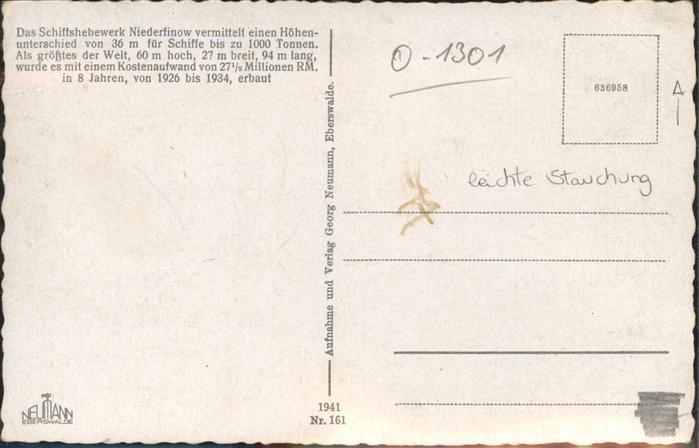 Das Schiffshebewerk Niederfinow vermittelt einen Höhen-
unterschied von 36 m für Schiffe bis zu 1000 Tonnen.
Als größtes der Welt, 60 m hoch, 27 m breit, 94 m lang,
wurde es mit einem Kostenaufwand von 27½ Millionen RM.
in 8 Jahren, von 1926 bis 1934, erbaut
O-1301
636958
A
leichte Stauchung
Aufnahme und Verlag Georg Neumann, Eberswalde.
1941
Nr. 161
NEUMANN
EBERSWALDE